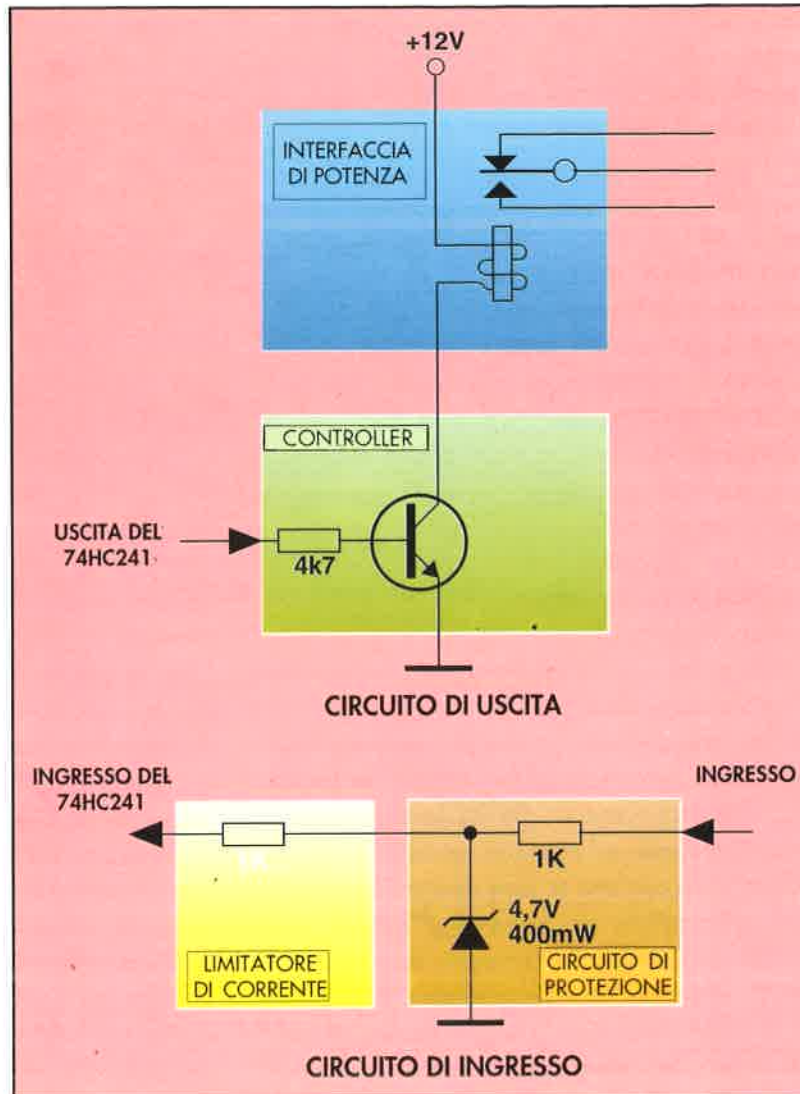 +12V
INTERFACCIA
DI POTENZA
CONTROLLER
USCITA DEL
74HC241
4k7
CIRCUITO DI USCITA
INGRESSO DEL
74HC241
INGRESSO
1K
1K
4,7V
400mW
LIMITATORE
DI CORRENTE
CIRCUITO DI
PROTEZIONE
CIRCUITO DI INGRESSO